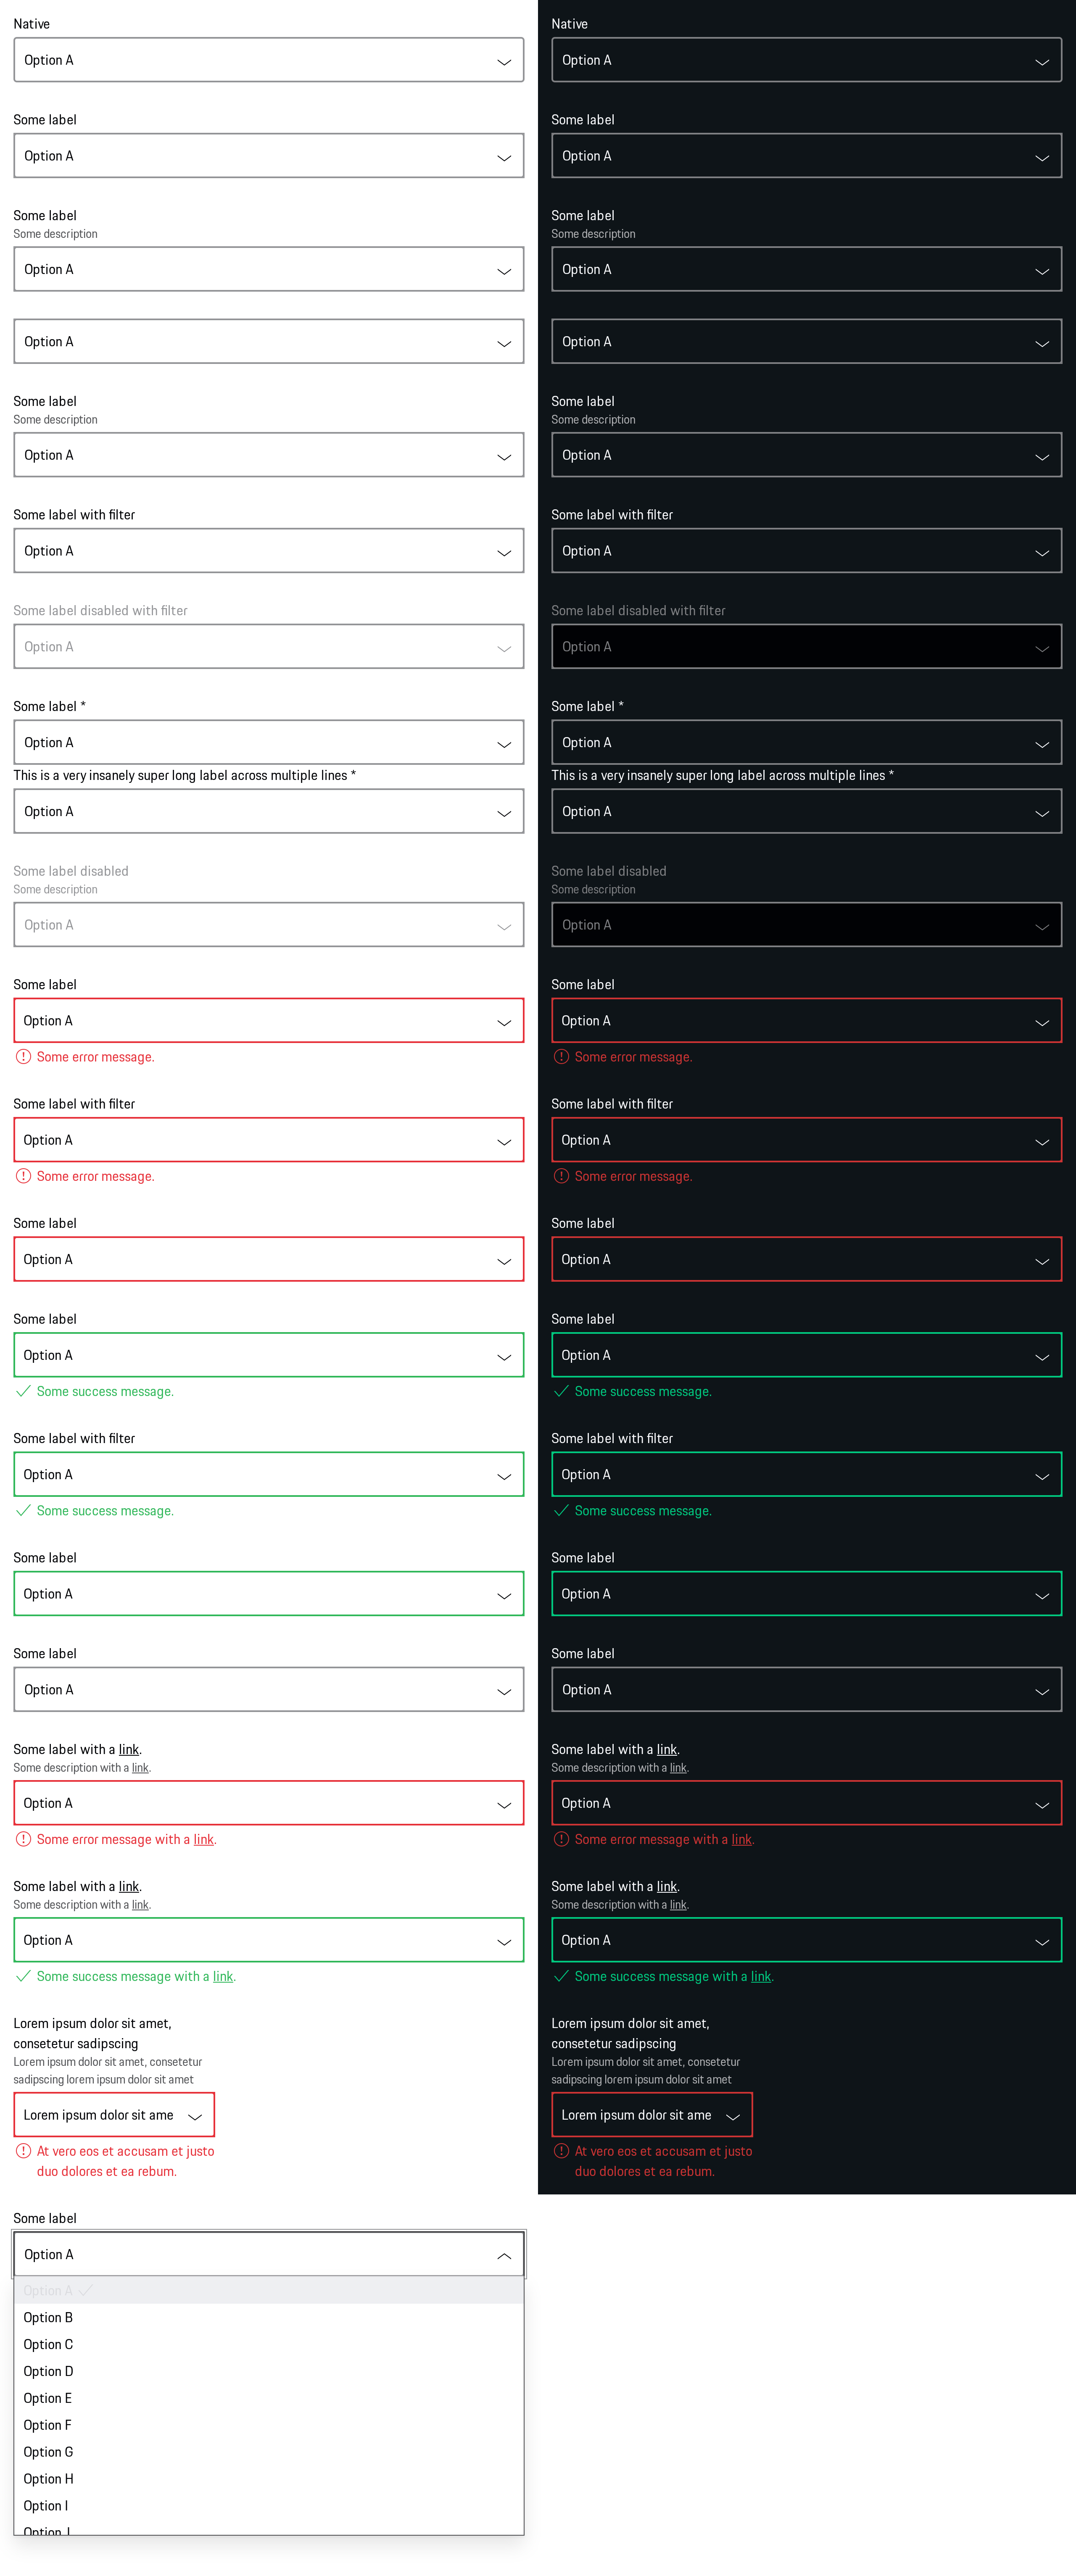 Native
Option A
Some label
Option A
Some label
Some description
Option A
Option A
Some label
Some description
Option A
Some label with filter
Option A
Some label disabled with filter
Option A
Some label *
Option A
This is a very insanely super long label across multiple lines *
Option A
Some label disabled
Some description
Option A
Some label
Option A
Some error message.
Some label with filter
Option A
Some error message.
Some label
Option A
Some label
Option A
Some success message.
Some label with filter
Option A
Some success message.
Some label
Option A
Some label
Option A
Some label with a link.
Some description with a link.
Option A
Some error message with a link.
Some label with a link.
Some description with a link.
Option A
Some success message with a link.
Lorem ipsum dolor sit amet,
consetetur sadipscing
Lorem ipsum dolor sit amet, consetetur
sadipscing lorem ipsum dolor sit amet
Lorem ipsum dolor sit ame
At vero eos et accusam et justo
duo dolores et ea rebum.
Some label
Option A
Option A
Option B
Option C
Option D
Option E
Option F
Option G
Option H
Option I
Option J
Native
Option A
Some label
Option A
Some label
Some description
Option A
Option A
Some label
Some description
Option A
Some label with filter
Option A
Some label disabled with filter
Option A
Some label *
Option A
This is a very insanely super long label across multiple lines *
Option A
Some label disabled
Some description
Option A
Some label
Option A
Some error message.
Some label with filter
Option A
Some error message.
Some label
Option A
Some label
Option A
Some success message.
Some label with filter
Option A
Some success message.
Some label
Option A
Some label
Option A
Some label with a link.
Some description with a link.
Option A
Some error message with a link.
Some label with a link.
Some description with a link.
Option A
Some success message with a link.
Lorem ipsum dolor sit amet,
consetetur sadipscing
Lorem ipsum dolor sit amet, consetetur
sadipscing lorem ipsum dolor sit amet
Lorem ipsum dolor sit ame
At vero eos et accusam et justo
duo dolores et ea rebum.